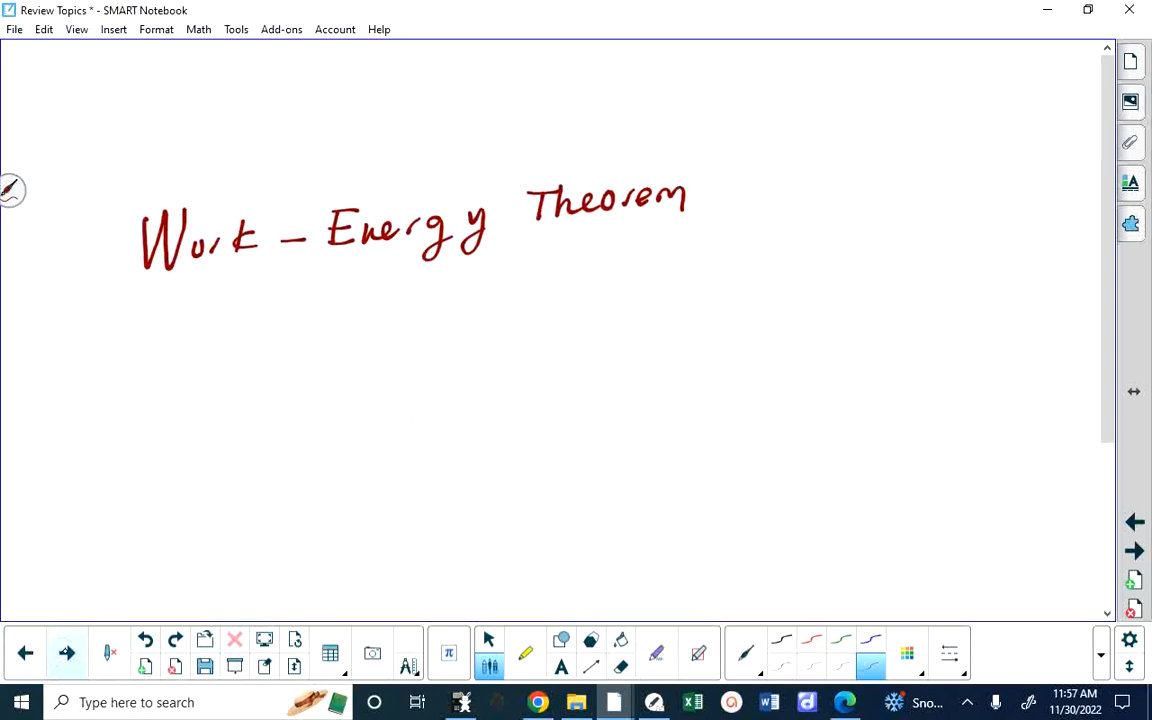 Review Topics * - SMART Notebook
File Edit View Insert Format Math Tools Add-ons Account Help
Work - Energy Theorem
Type here to search
Sno...
11:57 AM
11/30/2022